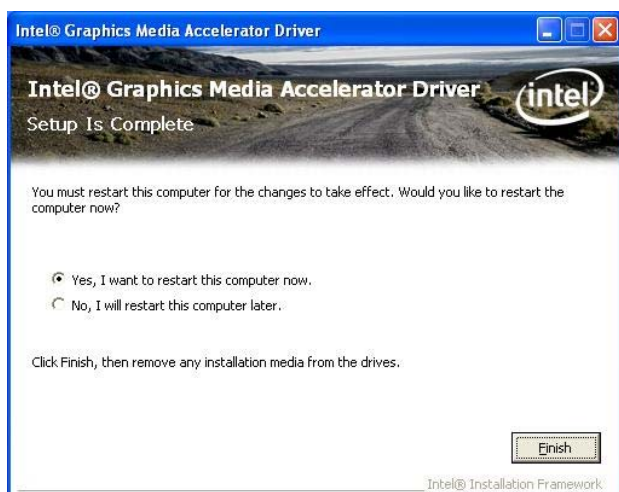 Intel® Graphics Media Accelerator Driver
Intel® Graphics Media Accelerator Driver
intel
Setup Is Complete
You must restart this computer for the changes to take effect. Would you like to restart the
computer now?
Yes, I want to restart this computer now.
No, I will restart this computer later.
Click Finish, then remove any installation media from the drives.
Finish
Intel® Installation Framework